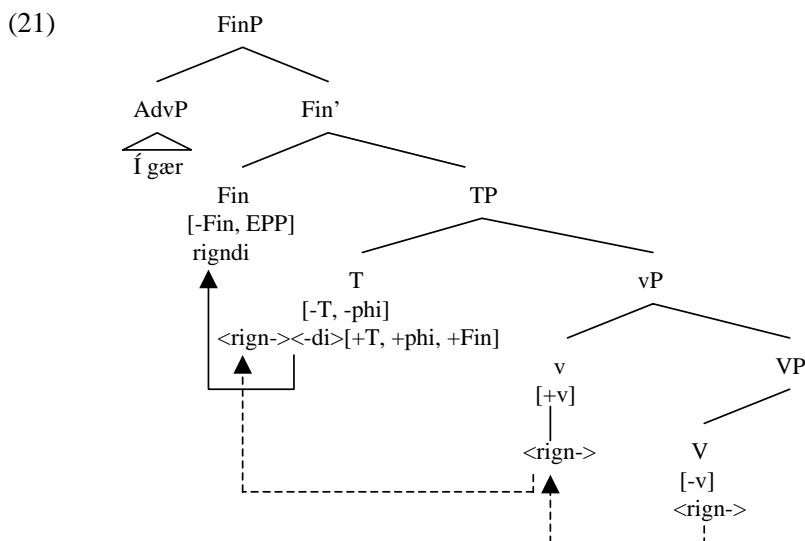 (21) FinP
AdvP Fin’
Í gær
Fin TP
[-Fin, EPP]
rigndi
T vP
[-T, -phi]
<rign-><-di>[+T, +phi, +Fin]
v VP
[+v]
<rign-> V
[-v]
<rign->